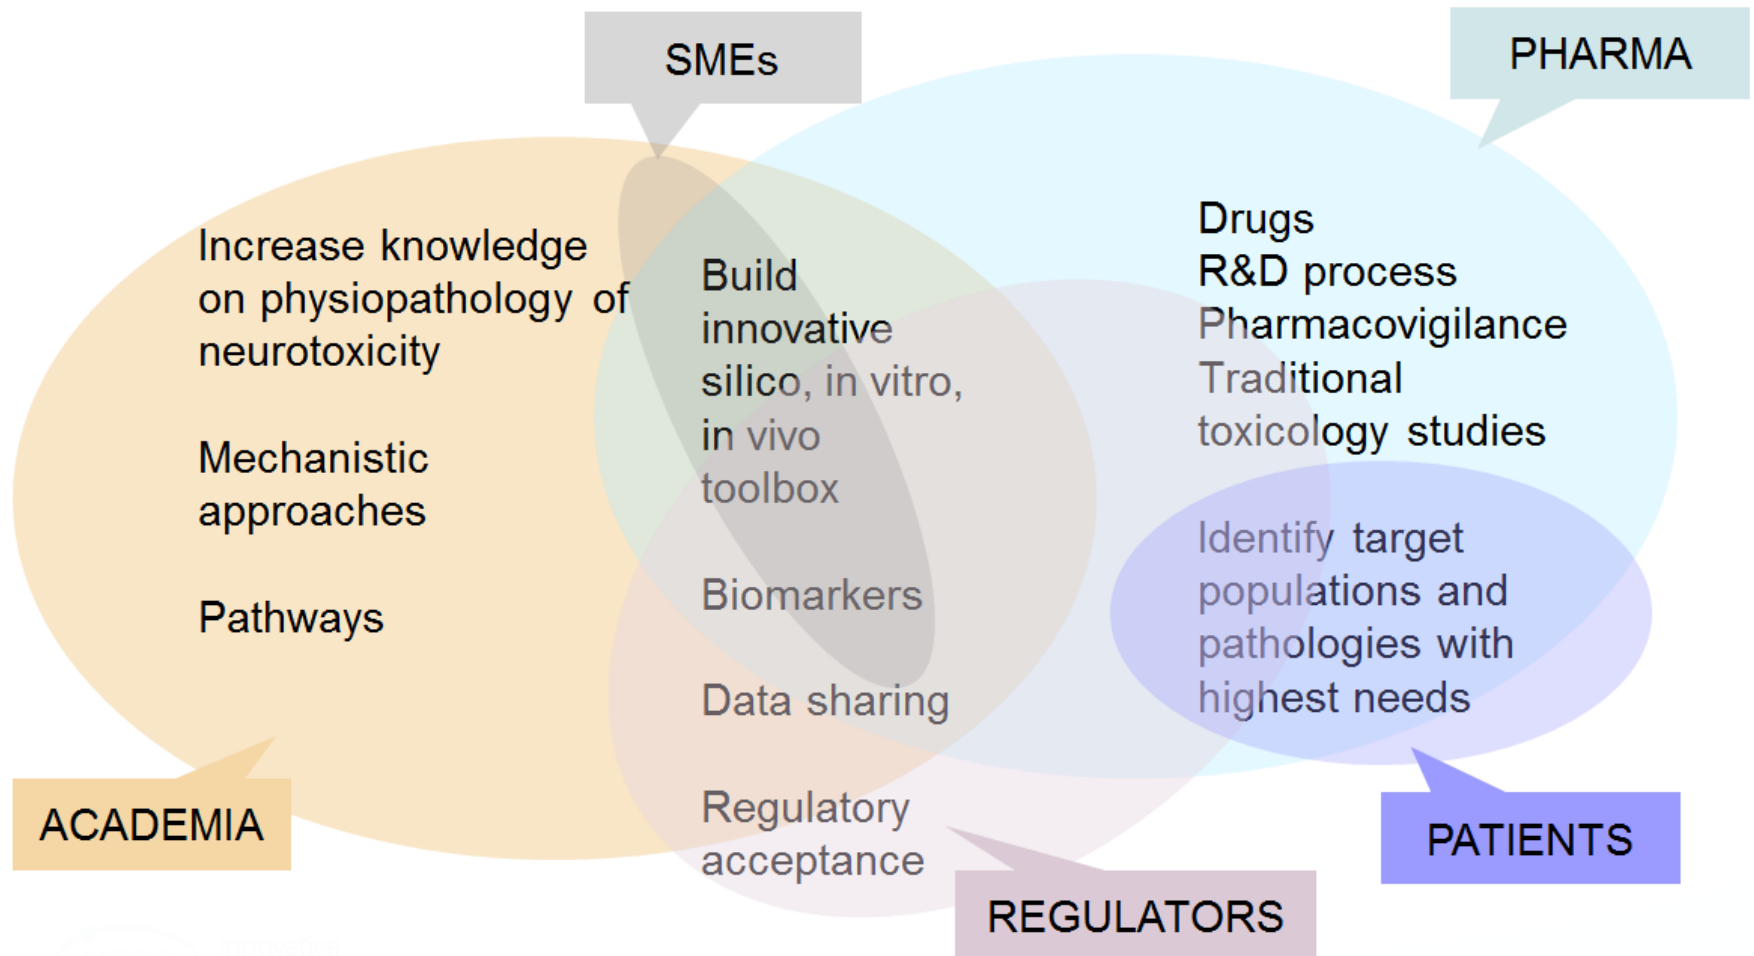 SMEs
PHARMA
Increase knowledge
on physiopathology of
neurotoxicity
Mechanistic
approaches
Pathways
Build
innovative
silico, in vitro,
in vivo
toolbox
Biomarkers
Data sharing
Regulatory
acceptance
Drugs
R&D process
Pharmacovigilance
Traditional
toxicology studies
Identify target
populations and
pathologies with
highest needs
ACADEMIA
PATIENTS
REGULATORS